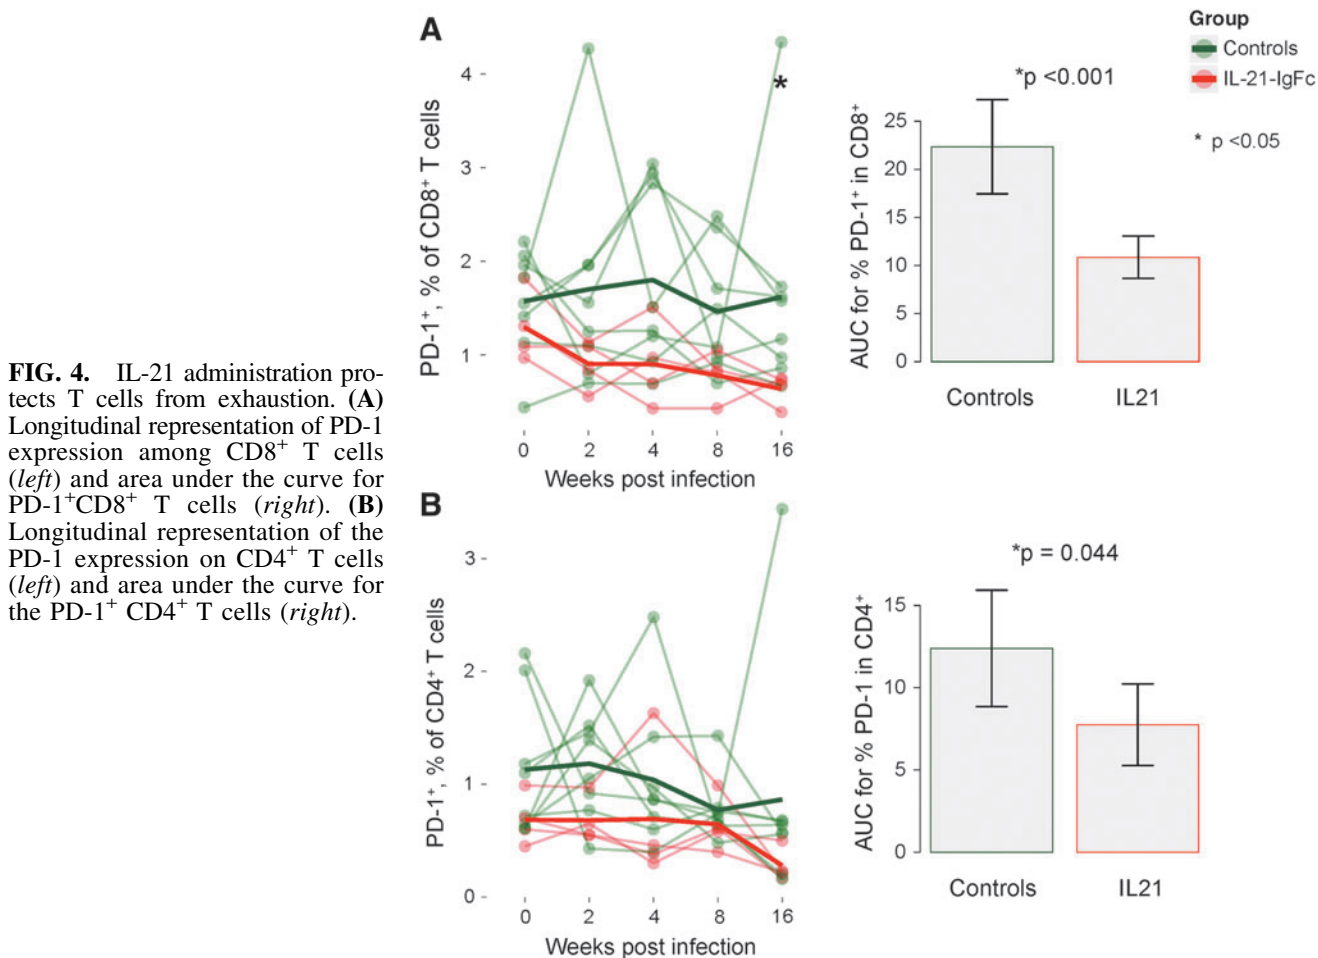 FIG. 4. IL-21 administration pro-
tects T cells from exhaustion. (A)
Longitudinal representation of PD-1
expression among CD8⁺ T cells
(left) and area under the curve for
PD-1⁺CD8⁺ T cells (right). (B)
Longitudinal representation of the
PD-1 expression on CD4⁺ T cells
(left) and area under the curve for
the PD-1⁺ CD4⁺ T cells (right).
A
PD-1⁺, % of CD8⁺ T cells
4
3
2
1
*
0 2 4 8 16
Weeks post infection
AUC for % PD-1⁺ in CD8⁺
25
20
15
10
5
0
*p <0.001
Controls IL21
Group
Controls
IL-21-IgFc
* p <0.05
B
PD-1⁺, % of CD4⁺ T cells
3
2
1
0
0 2 4 8 16
Weeks post infection
AUC for % PD-1 in CD4⁺
15
10
5
0
*p = 0.044
Controls IL21